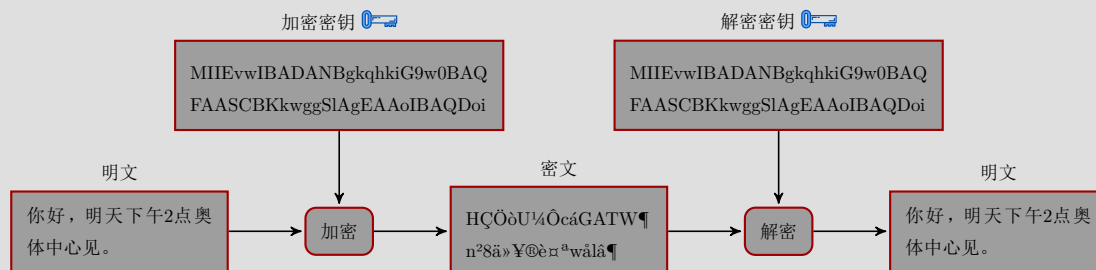 加密密钥
解密密钥
MIIEvwIBADANBgkqhkiG9w0BAQ
FAASCBKkwggSlAgEAAoIBAQDoi
MIIEvwIBADANBgkqhkiG9w0BAQ
FAASCBKkwggSlAgEAAoIBAQDoi
明文
密文
明文
你好，明天下午2点奥
体中心见。
加密
HÇÖòU¼ÔcáGATW¶
n²8ä»¥®è¤ªwålâ¶
解密
你好，明天下午2点奥
体中心见。